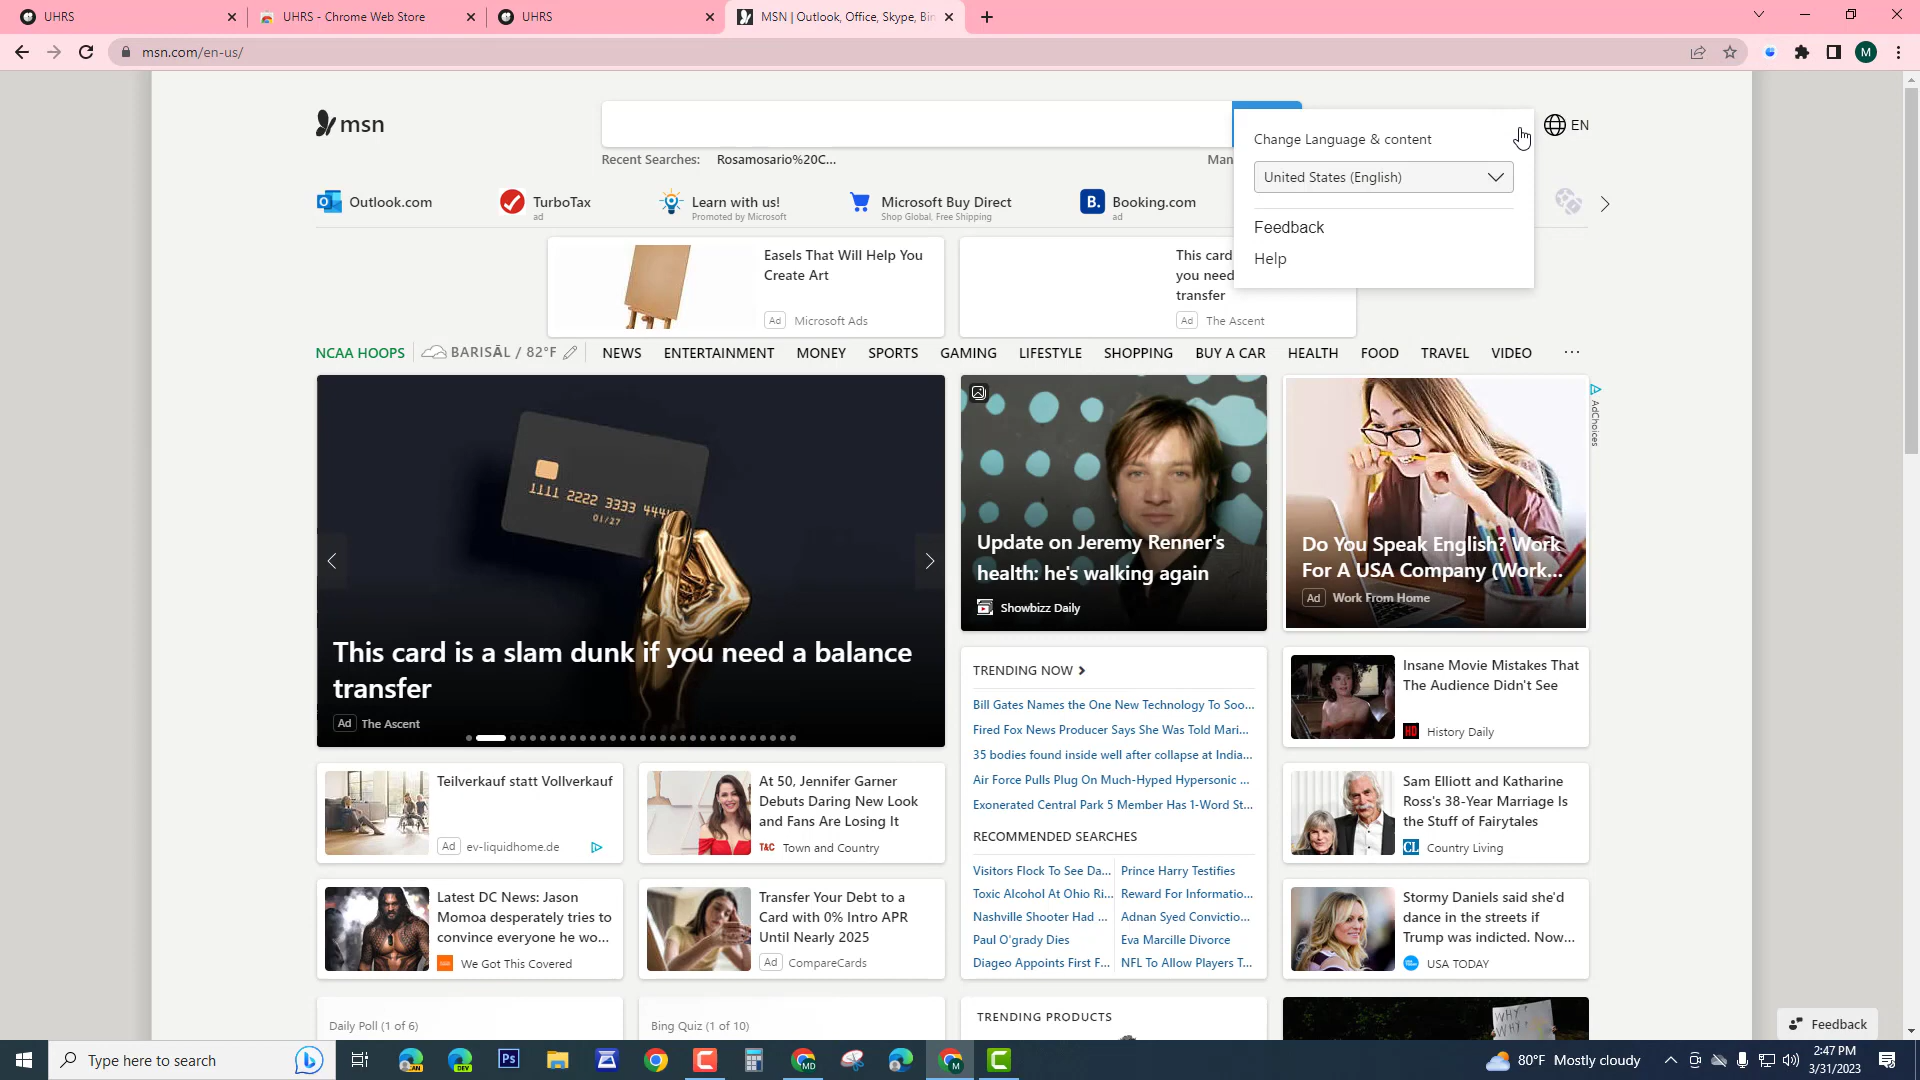 UHRS
UHRS - Chrome Web Store
UHRS
MSN | Outlook, Office, Skype, Bin
msn.com/en-us/
M
msn
EN
Change Language & content
United States (English)
Feedback
Help
Recent Searches: Rosamosario%20C...
Man
Outlook.com
TurboTax
ad
Learn with us!
Promoted by Microsoft
Microsoft Buy Direct
Shop Global, Free Shipping
B.
Booking.com
ad
Easels That Will Help You
Create Art
Ad Microsoft Ads
This card
you need
transfer
Ad The Ascent
NCAA HOOPS
BARISĀL / 82°F
NEWS
ENTERTAINMENT
MONEY
SPORTS
GAMING
LIFESTYLE
SHOPPING
BUY A CAR
HEALTH
FOOD
TRAVEL
VIDEO
...
1111 2222 3333 444
01/27
This card is a slam dunk if you need a balance
transfer
Ad The Ascent
Update on Jeremy Renner's
health: he's walking again
Showbizz Daily
Do You Speak English? Work
For A USA Company (Work...
Ad Work From Home
AdChoices
TRENDING NOW
Bill Gates Names the One New Technology To Soo...
Fired Fox News Producer Says She Was Told Mari...
35 bodies found inside well after collapse at India...
Air Force Pulls Plug On Much-Hyped Hypersonic ...
Exonerated Central Park 5 Member Has 1-Word St...
RECOMMENDED SEARCHES
Visitors Flock To See Da...
Prince Harry Testifies
Toxic Alcohol At Ohio Ri...
Reward For Informatio...
Nashville Shooter Had ...
Adnan Syed Convictio...
Paul O'grady Dies
Eva Marcille Divorce
Diageo Appoints First F...
NFL To Allow Players T...
Insane Movie Mistakes That
The Audience Didn't See
HD History Daily
Teilverkauf statt Vollverkauf
Ad ev-liquidhome.de
At 50, Jennifer Garner
Debuts Daring New Look
and Fans Are Losing It
T&C Town and Country
Sam Elliott and Katharine
Ross's 38-Year Marriage Is
the Stuff of Fairytales
CL Country Living
Latest DC News: Jason
Momoa desperately tries to
convince everyone he wo...
We Got This Covered
Transfer Your Debt to a
Card with 0% Intro APR
Until Nearly 2025
Ad CompareCards
Stormy Daniels said she'd
dance in the streets if
Trump was indicted. Now...
USA TODAY
Daily Poll (1 of 6)
Bing Quiz (1 of 10)
TRENDING PRODUCTS
WHY?
Feedback
Type here to search
CAN
DEV
Ps
MD
M
80°F Mostly cloudy
2:47 PM
3/31/2023